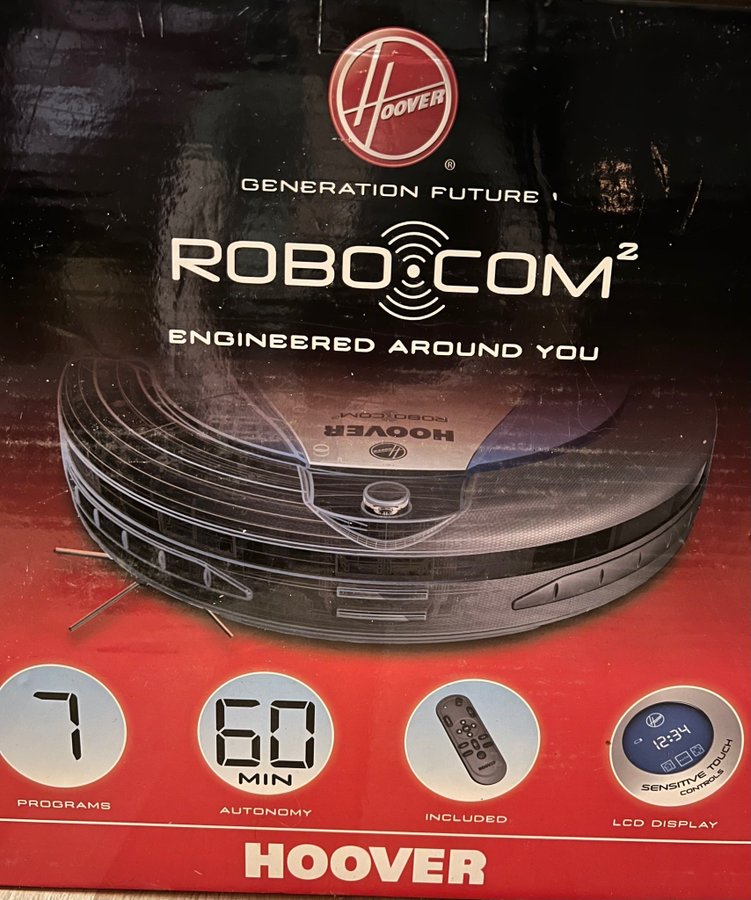 HOOVER
®
GENERATION FUTURE
ROBO COM²
ENGINEERED AROUND YOU
ROBO COM²
HOOVER
HOOVER
7
PROGRAMS
60
MIN
AUTONOMY
INCLUDED
12:34
SENSITIVE TOUCH
CONTROLS
LCD DISPLAY
HOOVER